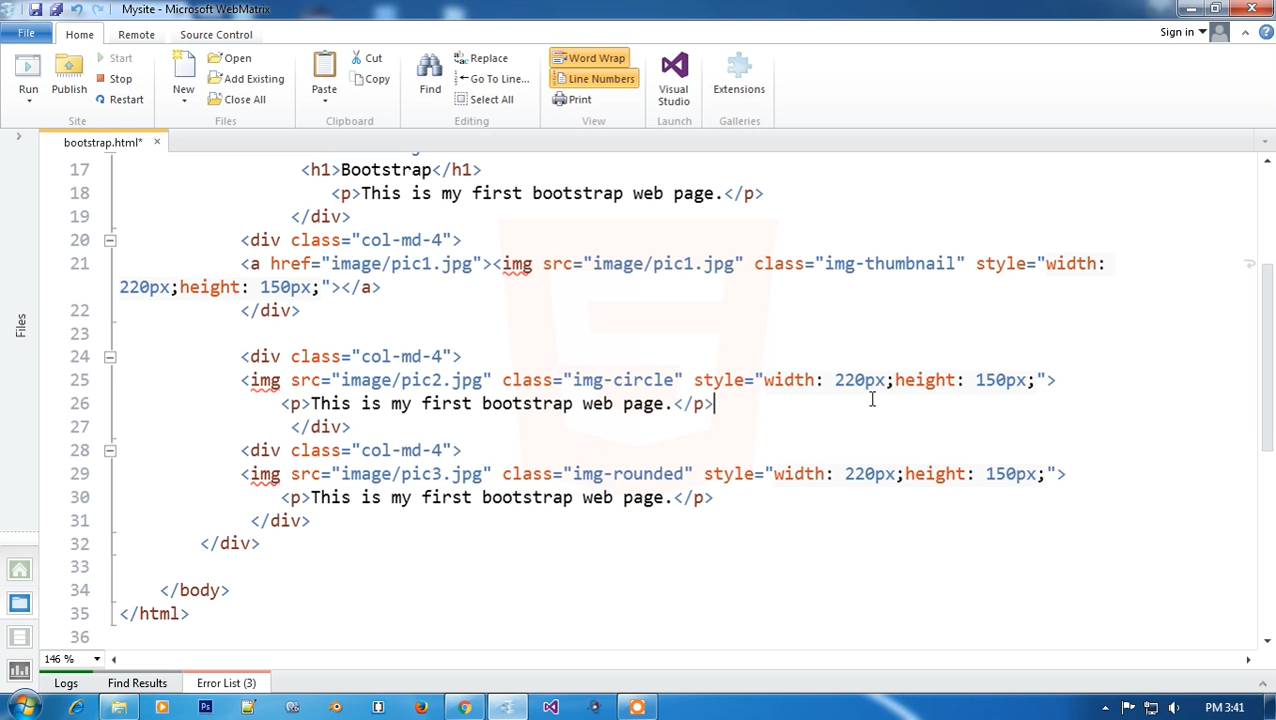 Mysite - Microsoft WebMatrix
File Home Remote Source Control Sign in
Start Open Cut Replace Word Wrap
Stop Add Existing Copy Go To Line... Line Numbers
Run Publish Restart New Close All Paste Find Select All Print Visual Studio Extensions
Site Files Clipboard Editing View Launch Galleries
bootstrap.html*
17 <h1>Bootstrap</h1>
18 <p>This is my first bootstrap web page.</p>
19 </div>
20 <div class="col-md-4">
21 <a href="image/pic1.jpg"><img src="image/pic1.jpg" class="img-thumbnail" style="width:
220px;height: 150px;"></a>
22 </div>
23
24 <div class="col-md-4">
25 <img src="image/pic2.jpg" class="img-circle" style="width: 220px;height: 150px;">
26 <p>This is my first bootstrap web page.</p>
27 </div>
28 <div class="col-md-4">
29 <img src="image/pic3.jpg" class="img-rounded" style="width: 220px;height: 150px;">
30 <p>This is my first bootstrap web page.</p>
31 </div>
32 </div>
33
34 </body>
35 </html>
36
Files
146 %
Logs Find Results Error List (3)
PM 3:41